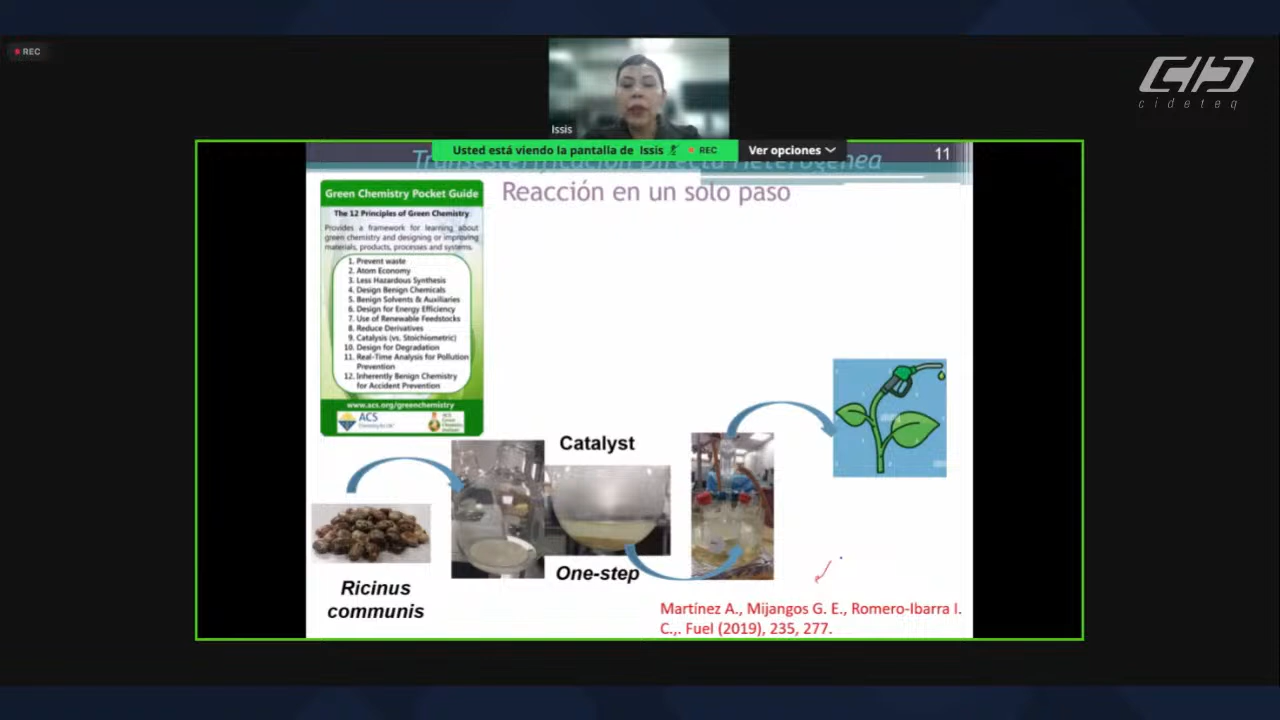 REC
cideteq
Issis
Usted está viendo la pantalla de Issis REC Ver opciones
Transesterificación Directa Heterogénea
11
Reacción en un solo paso
Green Chemistry Pocket Guide
The 12 Principles of Green Chemistry
Provides a framework for learning about
green chemistry and designing or improving
materials, products, processes and systems.
1. Prevent waste
2. Atom Economy
3. Less Hazardous Synthesis
4. Design Benign Chemicals
5. Benign Solvents & Auxiliaries
6. Design for Energy Efficiency
7. Use of Renewable Feedstocks
8. Reduce Derivatives
9. Catalysis (vs. Stoichiometric)
10. Design for Degradation
11. Real-Time Analysis for Pollution
Prevention
12. Inherently Benign Chemistry
for Accident Prevention
www.acs.org/greenchemistry
ACS
Catalyst
One-step
Ricinus
communis
Martínez A., Mijangos G. E., Romero-Ibarra I.
C.,. Fuel (2019), 235, 277.